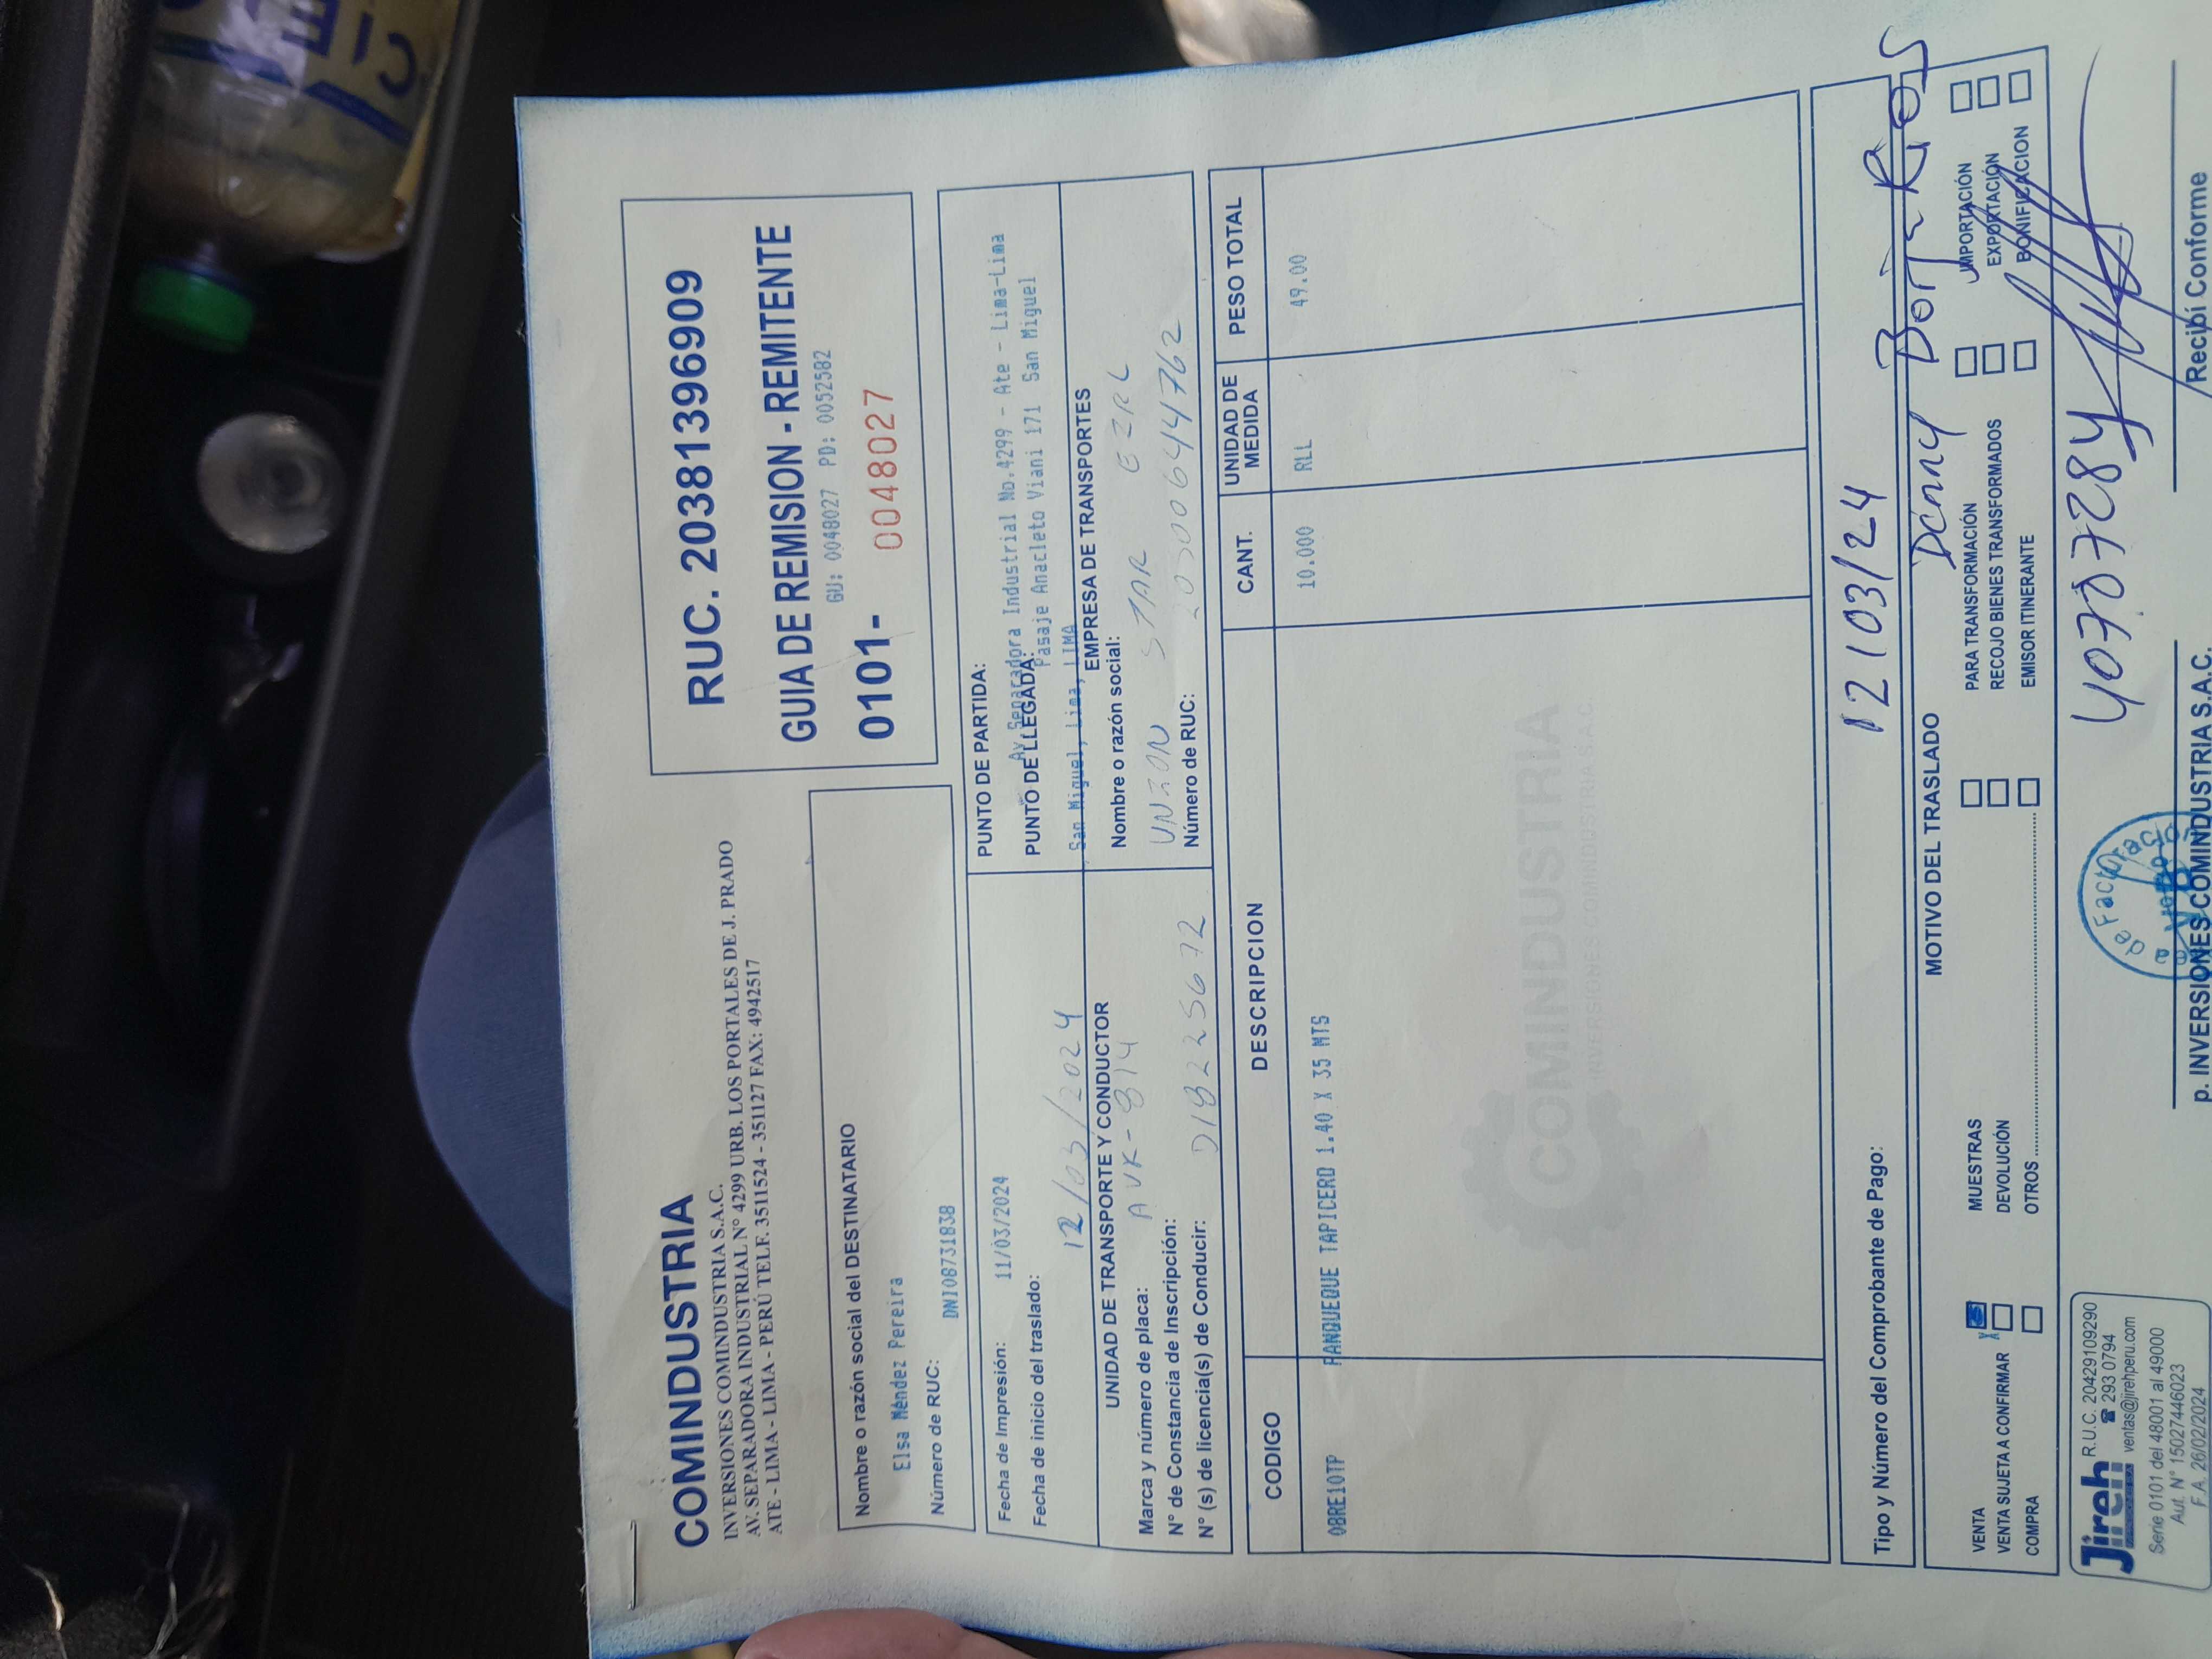 COMINDUSTRIA
INVERSIONES COMINDUSTRIA S.A.C.
AV. SEPARADORA INDUSTRIAL N° 4299 URB. LOS PORTALES DE J. PRADO
ATE - LIMA - LIMA - PERÚ TELF. 3511524 - 351127 FAX: 4942517
RUC. 20381396909
GUIA DE REMISION - REMITENTE
GU: 0048027 PD: 0052582
0101- 0048027
Nombre o razón social del DESTINATARIO
Elsa Méndez Pereira
Número de RUC: DNI08731838
Fecha de Impresión: 11/03/2024
Fecha de inicio del traslado:
12/03/2024
PUNTO DE PARTIDA:
Av Separadora Industrial No.4299 - Ate - Lima-Lima
PUNTO DE LLEGADA:
Pasaje Anacleto Viani 171 San Miguel
, San Miguel, Lima, LIMA
UNIDAD DE TRANSPORTE Y CONDUCTOR
Marca y número de placa: AVK-814
N° de Constancia de Inscripción:
N° (s) de licencia(s) de Conducir:
EMPRESA DE TRANSPORTES
Nombre o razón social:
UNION STAR EIRL
Número de RUC:
CODIGO DESCRIPCION CANT. UNIDAD DE MEDIDA PESO TOTAL
08RE10TP RANQUEQUE TAPICERO 1.40 X 35 MTS 10.000 RLL 49.00
COMINDUSTRIA
INVERSIONES COMINDUSTRIA S.A.C.
Tipo y Número del Comprobante de Pago:
12/03/24
Denny Borja Rios
MOTIVO DEL TRASLADO
VENTA X MUESTRAS PARA TRANSFORMACIÓN IMPORTACIÓN
VENTA SUJETA A CONFIRMAR DEVOLUCIÓN RECOJO BIENES TRANSFORMADOS EXPORTACIÓN
COMPRA OTROS EMISOR ITINERANTE BONIFICACION
40707284
Jireh R.U.C. 20429109290
☎ 293 0794
ventas@jirehperu.com
Serie 0101 del 48001 al 49000
Aut. N° 15027446023
F.A. 26/02/2024
de Facturac
p. INVERSIONES COMINDUSTRIA S.A.C.
Recibí Conforme
CIEL